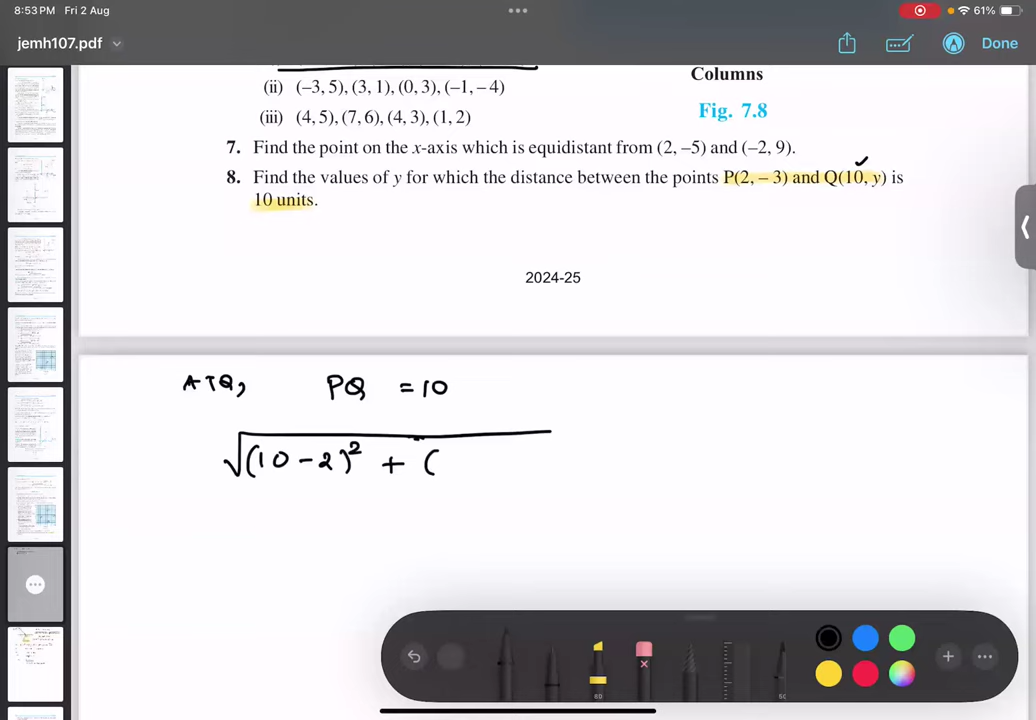 8:53 PM Fri 2 Aug
61%
jemh107.pdf
Done
(ii) (–3, 5), (3, 1), (0, 3), (–1, – 4)
Columns
(iii) (4, 5), (7, 6), (4, 3), (1, 2)
Fig. 7.8
7. Find the point on the x-axis which is equidistant from (2, –5) and (–2, 9).
8. Find the values of y for which the distance between the points P(2, – 3) and Q(10, y) is
10 units.
2024-25
ATQ, PQ = 10
√(10-2)² + (
80
50